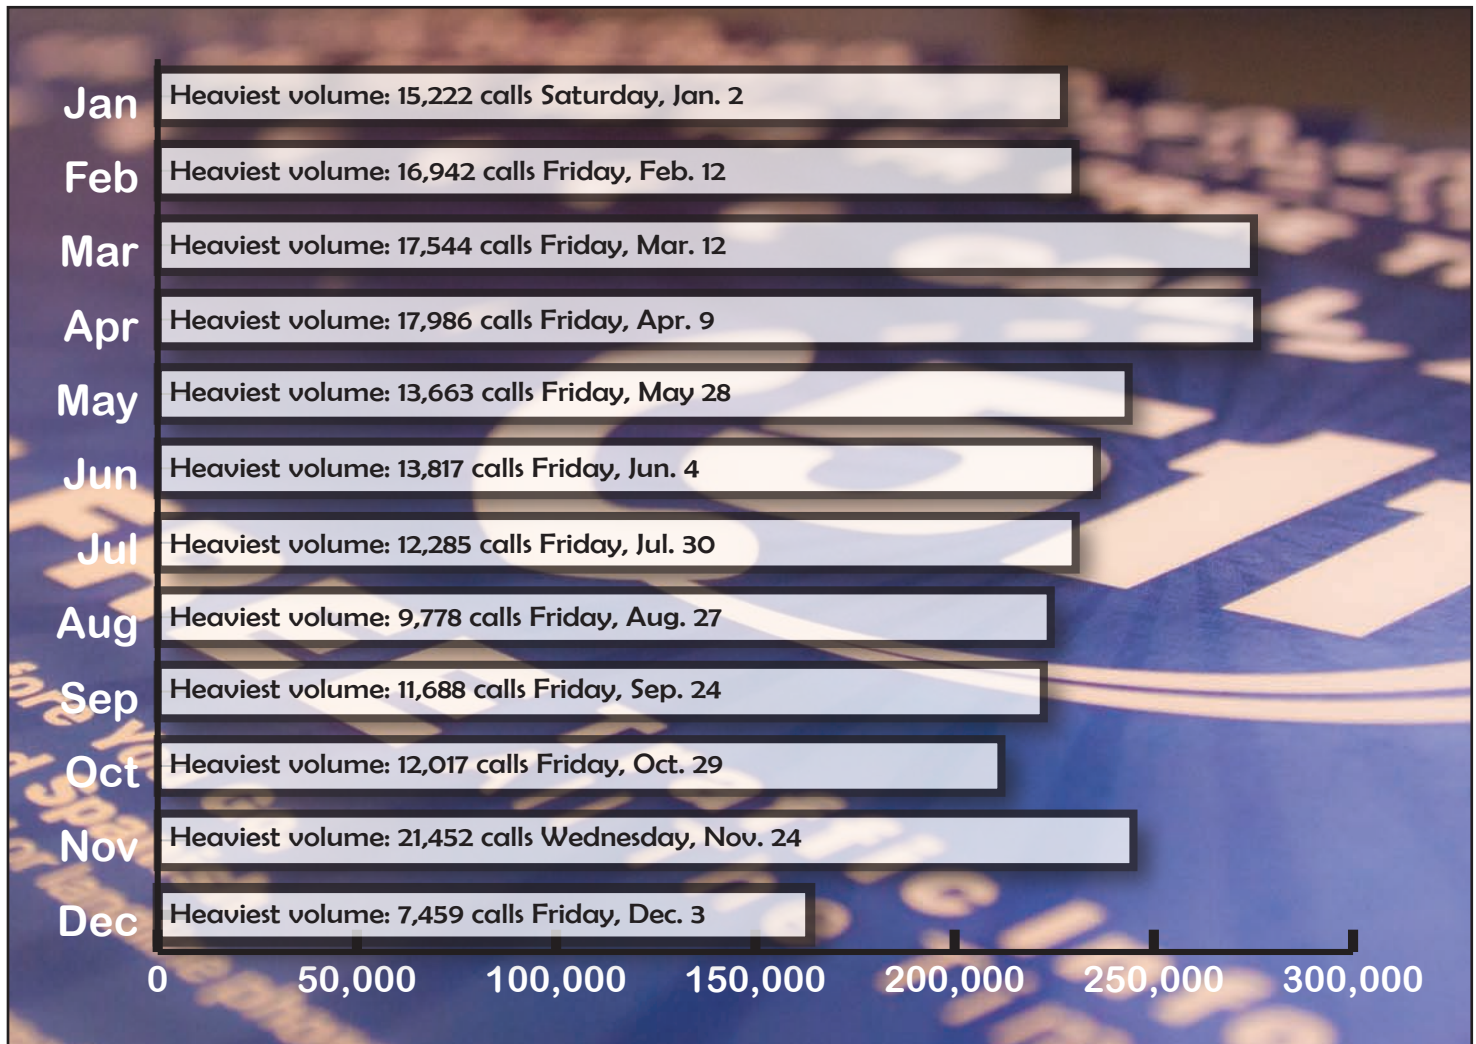 Jan Heaviest volume: 15,222 calls Saturday, Jan. 2
Feb Heaviest volume: 16,942 calls Friday, Feb. 12
Mar Heaviest volume: 17,544 calls Friday, Mar. 12
Apr Heaviest volume: 17,986 calls Friday, Apr. 9
May Heaviest volume: 13,663 calls Friday, May 28
Jun Heaviest volume: 13,817 calls Friday, Jun. 4
Jul Heaviest volume: 12,285 calls Friday, Jul. 30
Aug Heaviest volume: 9,778 calls Friday, Aug. 27
Sep Heaviest volume: 11,688 calls Friday, Sep. 24
Oct Heaviest volume: 12,017 calls Friday, Oct. 29
Nov Heaviest volume: 21,452 calls Wednesday, Nov. 24
Dec Heaviest volume: 7,459 calls Friday, Dec. 3
0 50,000 100,000 150,000 200,000 250,000 300,000
511
FREE Traffic Info